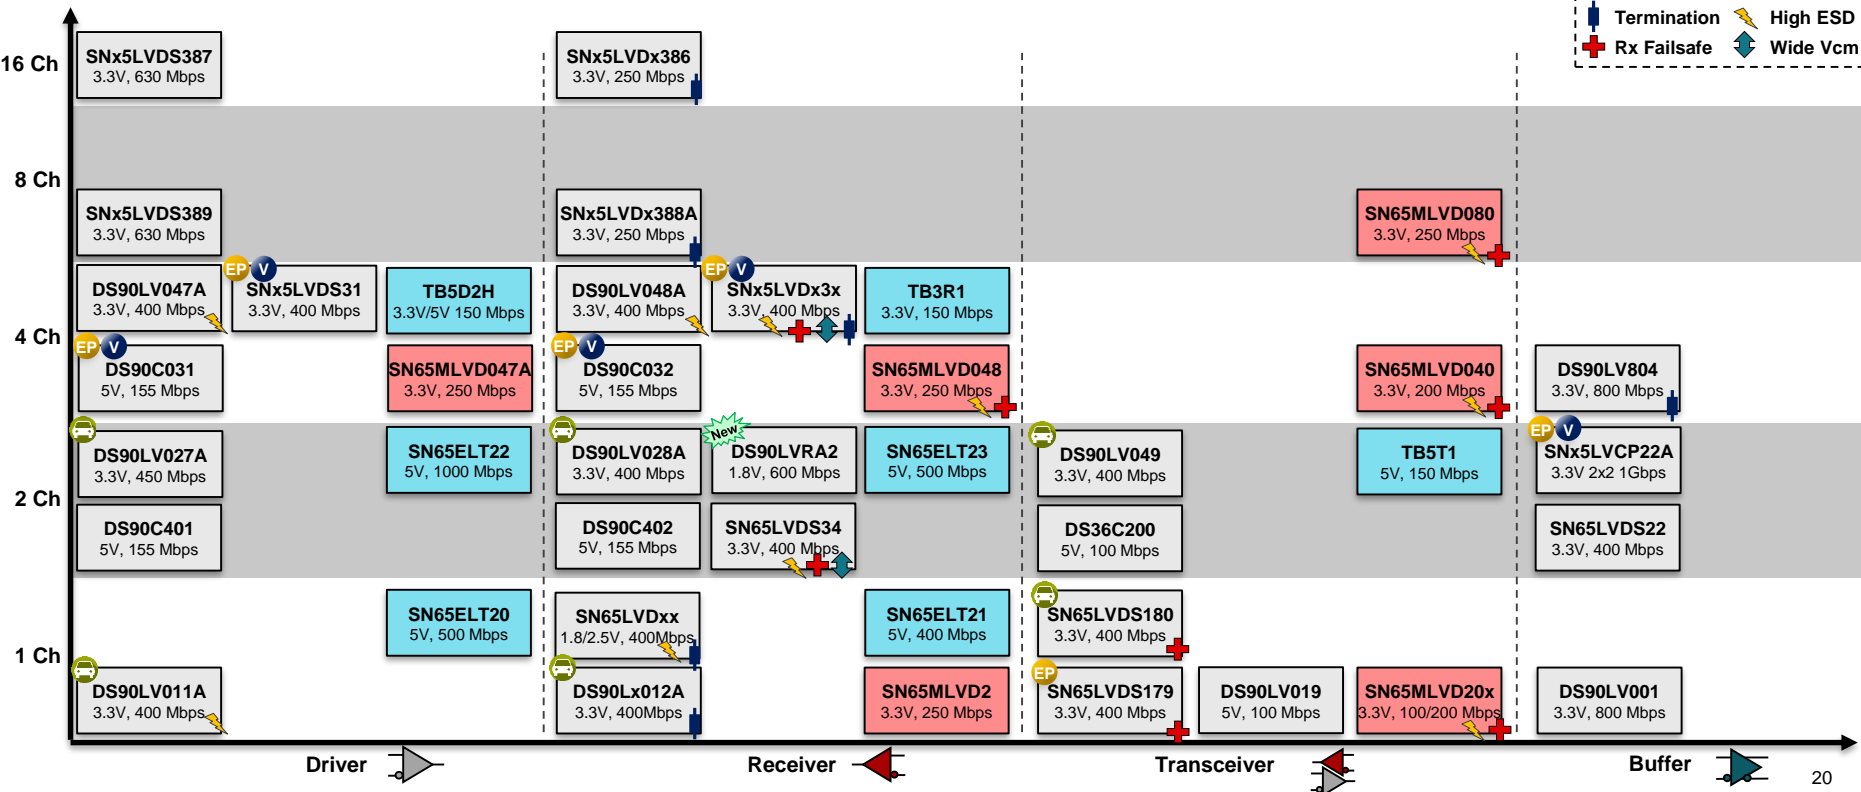 Termination
High ESD
Rx Failsafe
Wide Vcm
16 Ch
SNx5LVDS387
3.3V, 630 Mbps
SNx5LVDx386
3.3V, 250 Mbps
8 Ch
SNx5LVDS389
3.3V, 630 Mbps
SNx5LVDx388A
3.3V, 250 Mbps
SN65MLVD080
3.3V, 250 Mbps
4 Ch
DS90LV047A
3.3V, 400 Mbps
EP
V
SNx5LVDS31
3.3V, 400 Mbps
TB5D2H
3.3V/5V 150 Mbps
DS90LV048A
3.3V, 400 Mbps
EP
V
SNx5LVDx3x
3.3V, 400 Mbps
TB3R1
3.3V, 150 Mbps
EP
V
DS90C031
5V, 155 Mbps
SN65MLVD047A
3.3V, 250 Mbps
EP
V
DS90C032
5V, 155 Mbps
SN65MLVD048
3.3V, 250 Mbps
SN65MLVD040
3.3V, 200 Mbps
DS90LV804
3.3V, 800 Mbps
2 Ch
DS90LV027A
3.3V, 450 Mbps
SN65ELT22
5V, 1000 Mbps
DS90LV028A
3.3V, 400 Mbps
New
DS90LVRA2
1.8V, 600 Mbps
SN65ELT23
5V, 500 Mbps
DS90LV049
3.3V, 400 Mbps
TB5T1
5V, 150 Mbps
EP
V
SNx5LVCP22A
3.3V 2x2 1Gbps
DS90C401
5V, 155 Mbps
DS90C402
5V, 155 Mbps
SN65LVDS34
3.3V, 400 Mbps
DS36C200
5V, 100 Mbps
SN65LVDS22
3.3V, 400 Mbps
1 Ch
SN65ELT20
5V, 500 Mbps
SN65LVDxx
1.8/2.5V, 400Mbps
SN65ELT21
5V, 400 Mbps
SN65LVDS180
3.3V, 400 Mbps
DS90LV011A
3.3V, 400 Mbps
DS90Lx012A
3.3V, 400Mbps
SN65MLVD2
3.3V, 250 Mbps
EP
SN65LVDS179
3.3V, 400 Mbps
DS90LV019
5V, 100 Mbps
SN65MLVD20x
3.3V, 100/200 Mbps
DS90LV001
3.3V, 800 Mbps
Driver
Receiver
Transceiver
Buffer
20